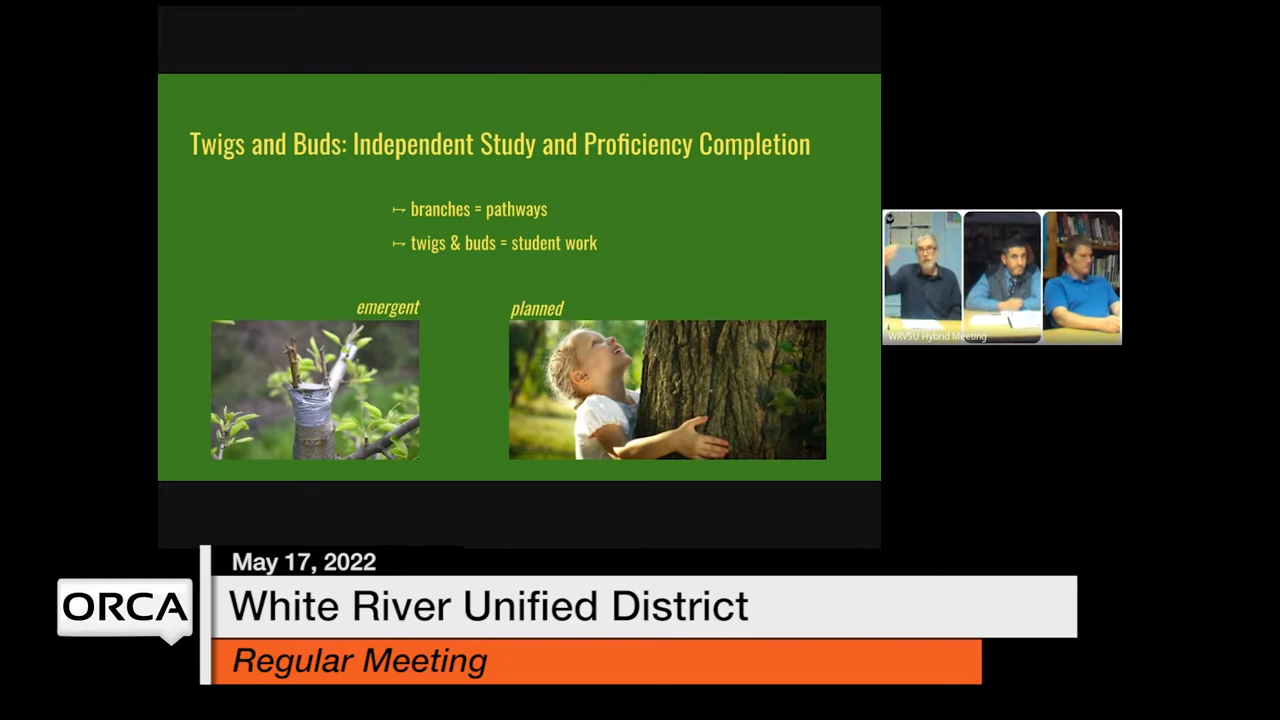 Twigs and Buds: Independent Study and Proficiency Completion
↦ branches = pathways
↦ twigs & buds = student work
emergent
planned
WRVSU Hybrid Meeting
May 17, 2022
ORCA
White River Unified District
Regular Meeting